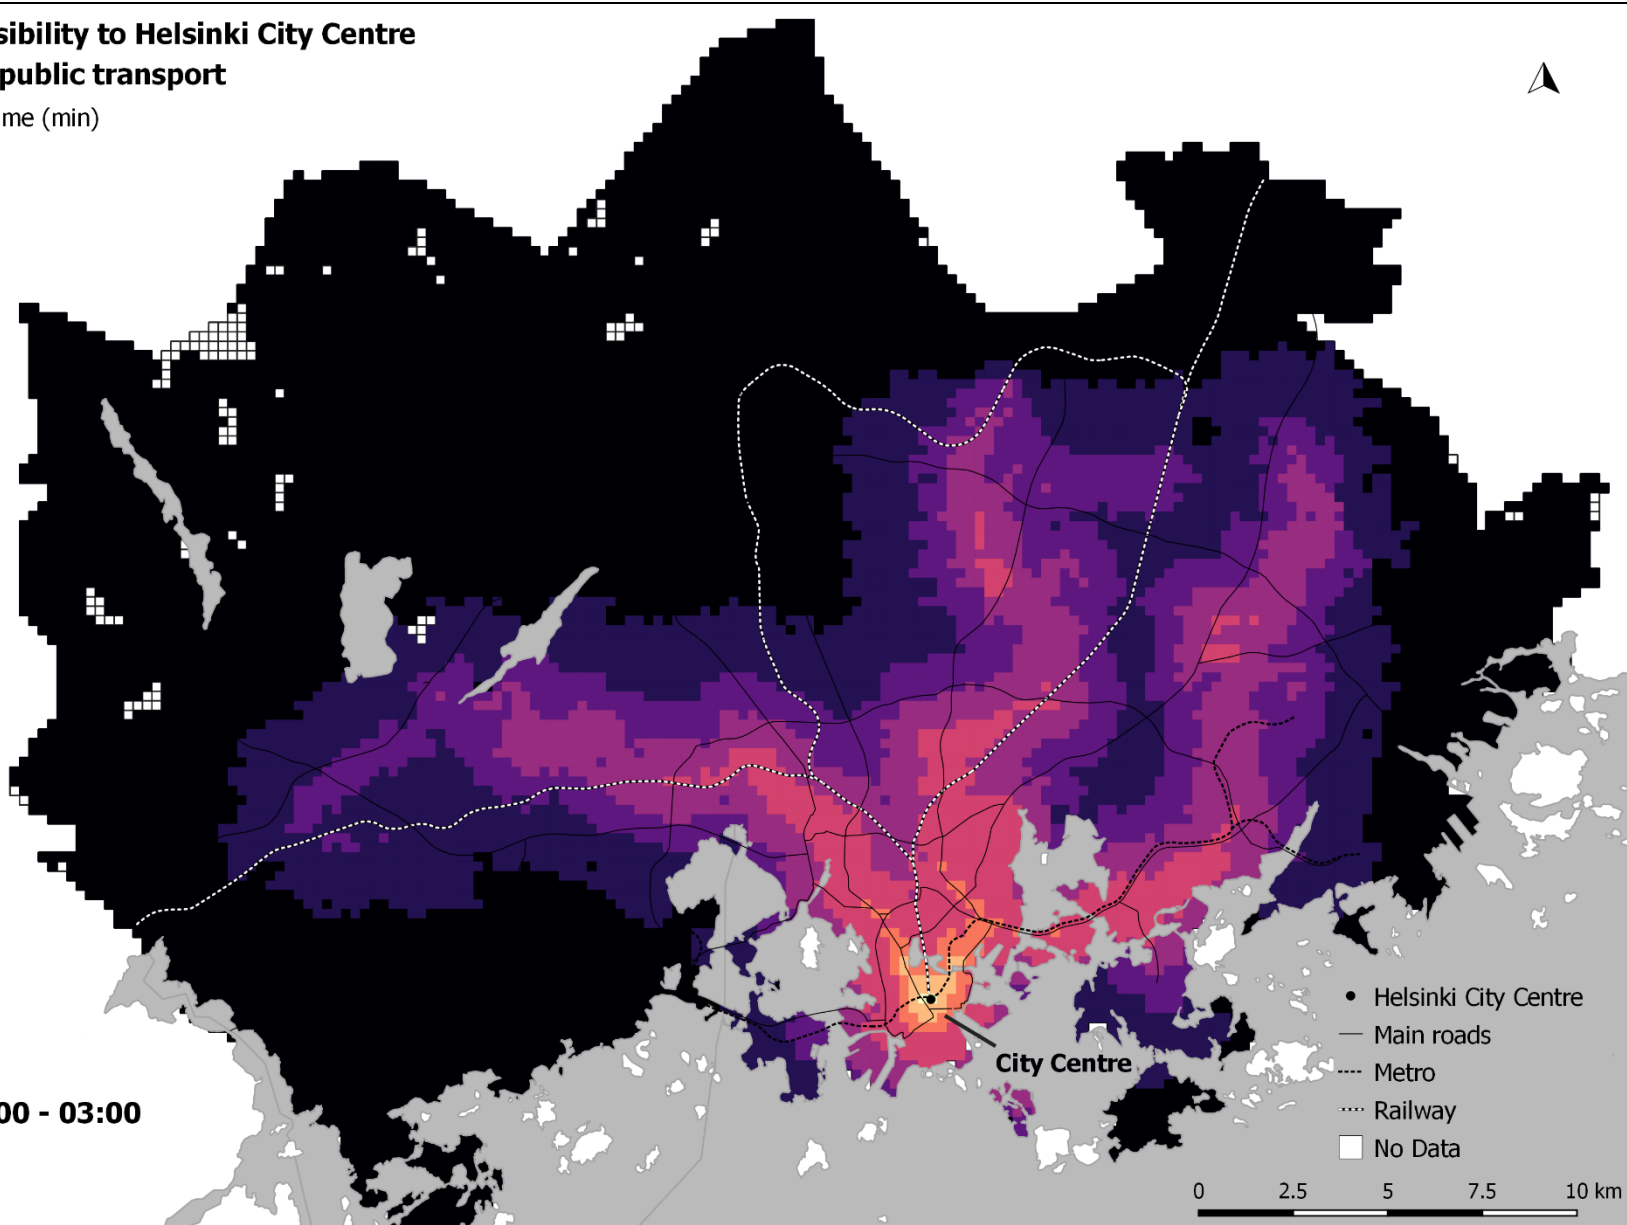 sibility to Helsinki City Centre
public transport
me (min)
City Centre
00 - 03:00
Helsinki City Centre
Main roads
Metro
Railway
No Data
0 2.5 5 7.5 10 km